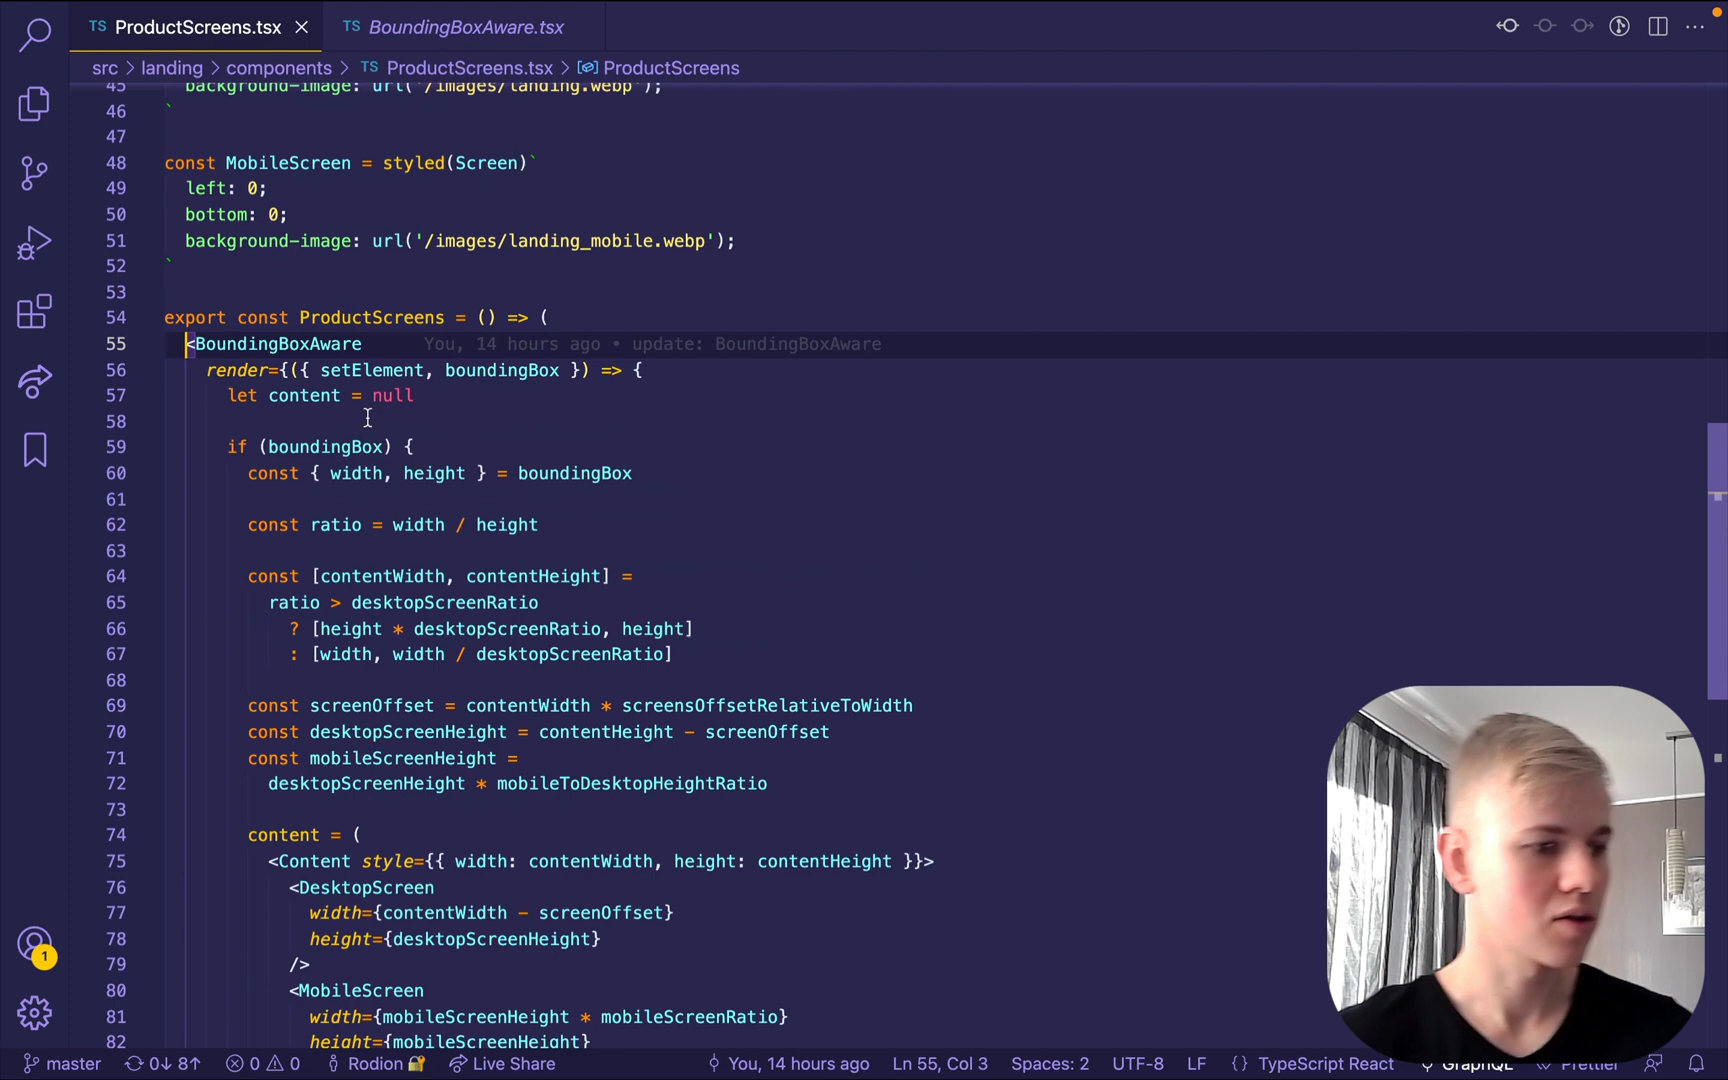 TS ProductScreens.tsx
TS BoundingBoxAware.tsx
src > landing > components > TS ProductScreens.tsx > ProductScreens
45 background-image: url('/images/landing.webp');
46 `
47
48 const MobileScreen = styled(Screen)`
49 left: 0;
50 bottom: 0;
51 background-image: url('/images/landing_mobile.webp');
52 `
53
54 export const ProductScreens = () => (
55 <BoundingBoxAware You, 14 hours ago • update: BoundingBoxAware
56 render={({ setElement, boundingBox }) => {
57 let content = null
58
59 if (boundingBox) {
60 const { width, height } = boundingBox
61
62 const ratio = width / height
63
64 const [contentWidth, contentHeight] =
65 ratio > desktopScreenRatio
66 ? [height * desktopScreenRatio, height]
67 : [width, width / desktopScreenRatio]
68
69 const screenOffset = contentWidth * screensOffsetRelativeToWidth
70 const desktopScreenHeight = contentHeight - screenOffset
71 const mobileScreenHeight =
72 desktopScreenHeight * mobileToDesktopHeightRatio
73
74 content = (
75 <Content style={{ width: contentWidth, height: contentHeight }}>
76 <DesktopScreen
77 width={contentWidth - screenOffset}
78 height={desktopScreenHeight}
79 />
80 <MobileScreen
81 width={mobileScreenHeight * mobileScreenRatio}
82 height={mobileScreenHeight}
1
master 0↓ 8↑ 0 0 Rodion Live Share You, 14 hours ago Ln 55, Col 3 Spaces: 2 UTF-8 LF {} TypeScript React GraphQL Prettier